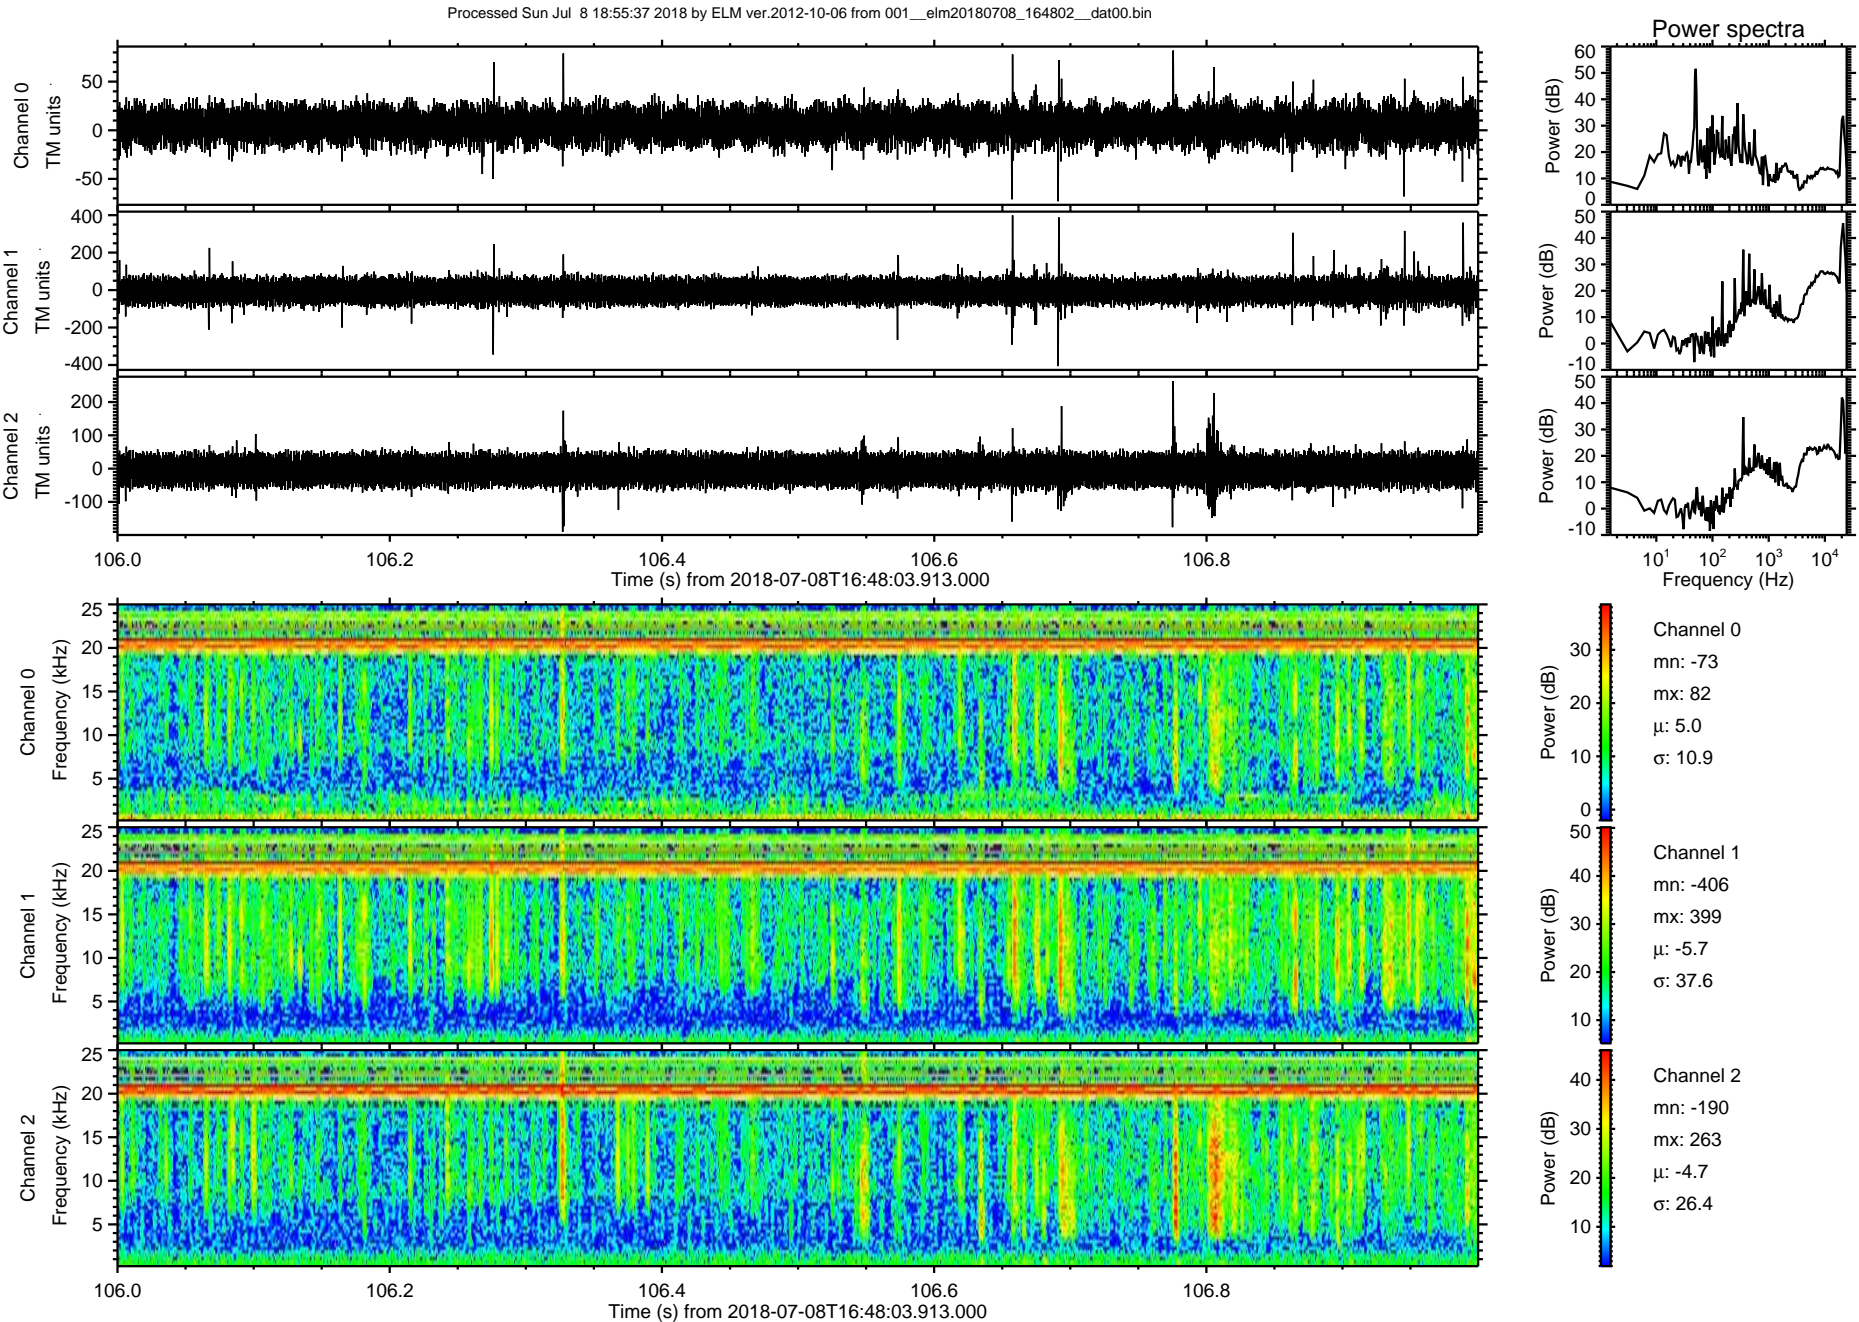 Processed Sun Jul  8 18:55:37 2018 by ELM ver.2012-10-06 from 001__elm20180708_164802__dat00.bin
Power spectra
Channel 0
TM units
50
0
-50
Power (dB)
60
50
40
30
20
10
0
Channel 1
TM units
400
200
0
-200
-400
Power (dB)
50
40
30
20
10
0
-10
Channel 2
TM units
200
100
0
-100
Power (dB)
50
40
30
20
10
0
-10
106.0 106.2 106.4 106.6 106.8
Time (s) from 2018-07-08T16:48:03.913.000
10¹ 10² 10³ 10⁴
Frequency (Hz)
Channel 0
Frequency (kHz)
25
20
15
10
5
Power (dB)
30
20
10
0
Channel 0
mn: -73
mx: 82
μ: 5.0
σ: 10.9
Channel 1
Frequency (kHz)
25
20
15
10
5
Power (dB)
50
40
30
20
10
Channel 1
mn: -406
mx: 399
μ: -5.7
σ: 37.6
Channel 2
Frequency (kHz)
25
20
15
10
5
Power (dB)
40
30
20
10
Channel 2
mn: -190
mx: 263
μ: -4.7
σ: 26.4
106.0 106.2 106.4 106.6 106.8
Time (s) from 2018-07-08T16:48:03.913.000